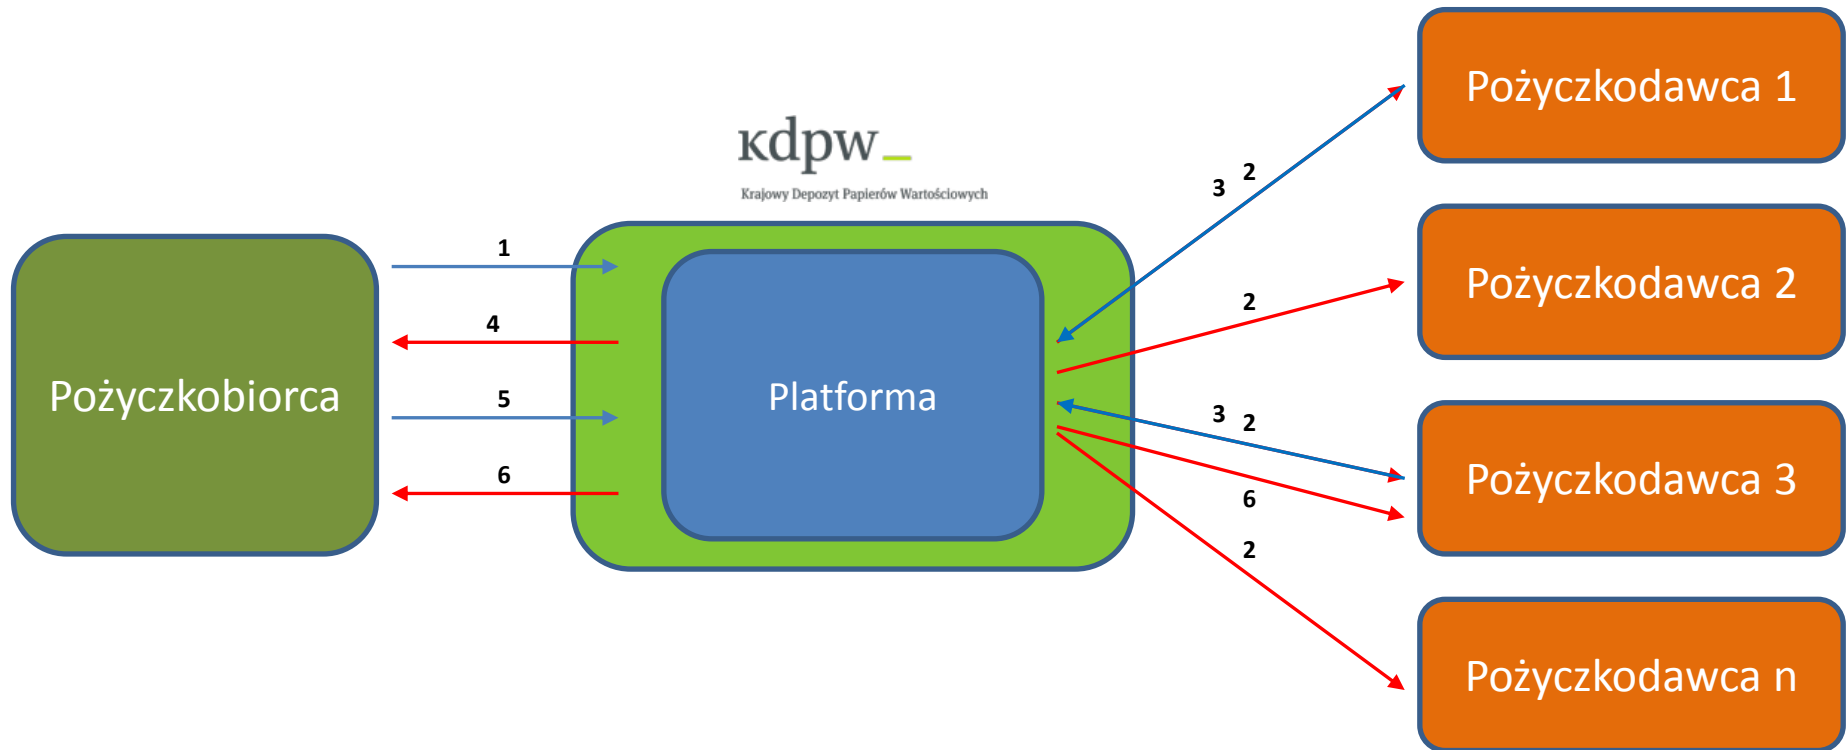 kdpw_
Krajowy Depozyt Papierów Wartościowych
Pożyczkobiorca
1
4
5
6
Platforma
3 2
2
3 2
6
2
Pożyczkodawca 1
Pożyczkodawca 2
Pożyczkodawca 3
Pożyczkodawca n